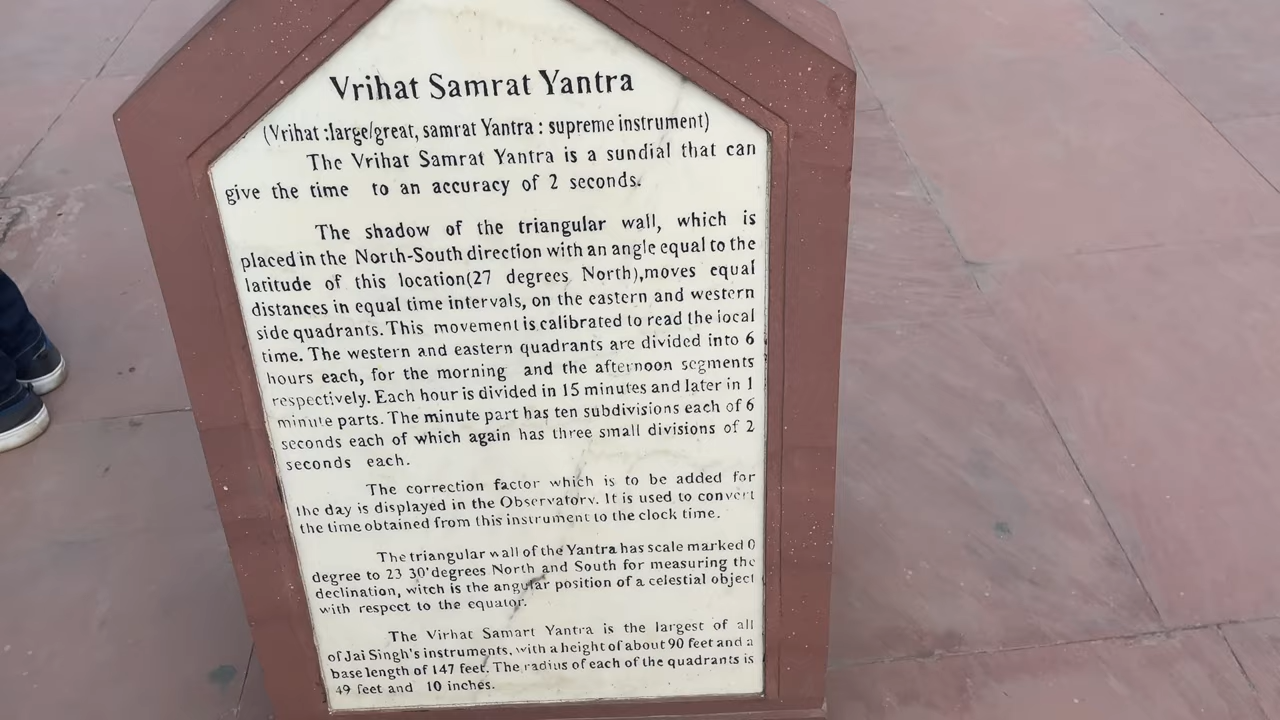 Vrihat Samrat Yantra
(Vrihat :large/great, samrat Yantra : supreme instrument)
The Vrihat Samrat Yantra is a sundial that can
give the time to an accuracy of 2 seconds.
The shadow of the triangular wall, which is
placed in the North-South direction with an angle equal to the
latitude of this location(27 degrees North),moves equal
distances in equal time intervals, on the eastern and western
side quadrants. This movement is calibrated to read the local
time. The western and eastern quadrants are divided into 6
hours each, for the morning and the afternoon segments
respectively. Each hour is divided in 15 minutes and later in 1
minute parts. The minute part has ten subdivisions each of 6
seconds each of which again has three small divisions of 2
seconds each.
The correction factor which is to be added for
the day is displayed in the Observatory. It is used to convert
the time obtained from this instrument to the clock time.
The triangular wall of the Yantra has scale marked 0
degree to 23 30'degrees North and South for measuring the
declination, witch is the angular position of a celestial object
with respect to the equator.
The Virhat Samart Yantra is the largest of all
of Jai Singh's instruments, with a height of about 90 feet and a
base length of 147 feet. The radius of each of the quadrants is
49 feet and 10 inches.